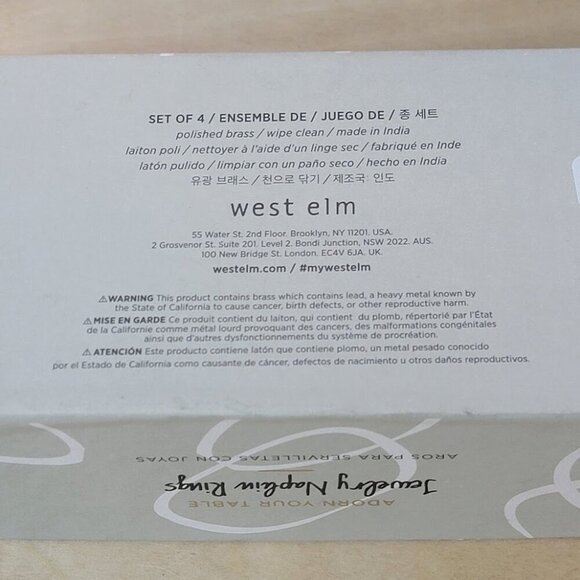 SET OF 4 / ENSEMBLE DE / JUEGO DE / 종 세트
polished brass / wipe clean / made in India
laiton poli / nettoyer à l'aide d'un linge sec / fabriqué en Inde
latón pulido / limpiar con un paño seco / hecho en India
유광 브래스 / 천으로 닦기 / 제조국: 인도
west elm
55 Water St. 2nd Floor. Brooklyn, NY 11201. USA.
2 Grosvenor St. Suite 201. Level 2. Bondi Junction, NSW 2022. AUS.
100 New Bridge St. London. EC4V 6JA. UK.
westelm.com / #mywestelm
⚠WARNING This product contains brass which contains lead, a heavy metal known by
the State of California to cause cancer, birth defects, or other reproductive harm.
⚠MISE EN GARDE Ce produit contient du laiton, qui contient du plomb, répertorié par l'État
de la Californie comme métal lourd provoquant des cancers, des malformations congénitales
ainsi que d'autres dysfonctionnements du système de procréation.
⚠ATENCIÓN Este producto contiene latón que contiene plomo, un metal pesado conocido
por el Estado de California como causante de cáncer, defectos de nacimiento u otros daños reproductivos.
ADORN YOUR TABLE
Jewelry Napkin Rings
AROS PARA SERVILLETAS CON JOYAS